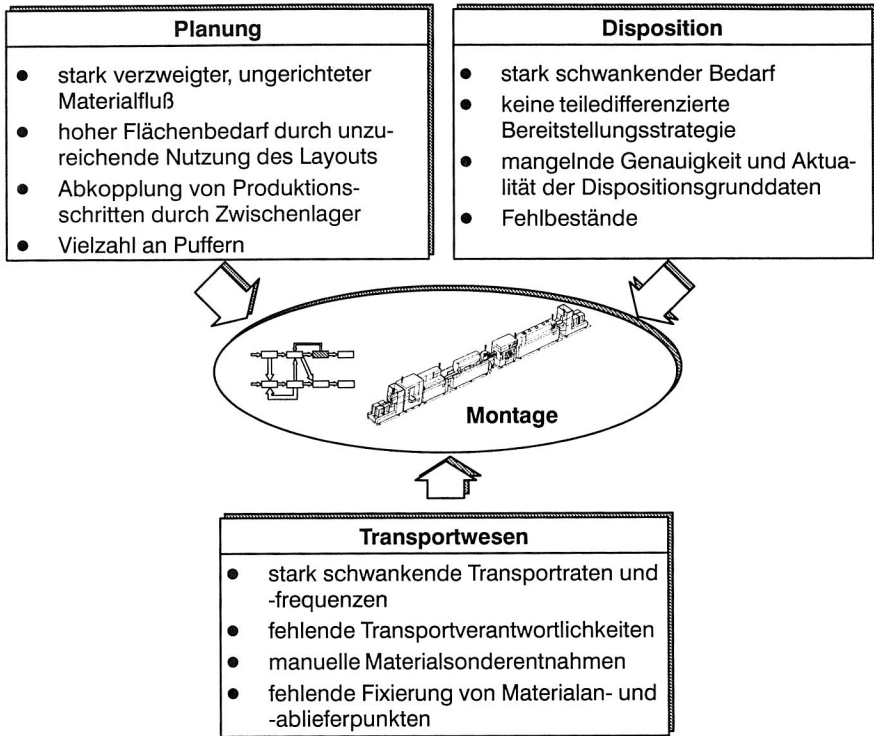 Planung
● stark verzweigter, ungerichteter
Materialfluß
● hoher Flächenbedarf durch unzu-
reichende Nutzung des Layouts
● Abkopplung von Produktions-
schritten durch Zwischenlager
● Vielzahl an Puffern
Disposition
● stark schwankender Bedarf
● keine teiledifferenzierte
Bereitstellungsstrategie
● mangelnde Genauigkeit und Aktua-
lität der Dispositionsgrunddaten
● Fehlbestände
Montage
Transportwesen
● stark schwankende Transportraten und
-frequenzen
● fehlende Transportverantwortlichkeiten
● manuelle Materialsonderentnahmen
● fehlende Fixierung von Materialan- und
-ablieferpunkten